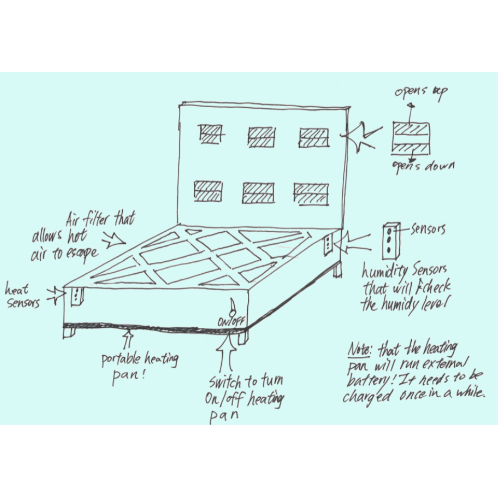 opens up
opens down
Air filter that
allows hot
air to escape
sensors
heat
sensors
humidity sensors
that will check
the humidy level
ON/OFF
portable heating
pan!
Switch to turn
On/off heating
pan
Note: that the heating
pan will run external
battery! It needs to be
charged once in a while.